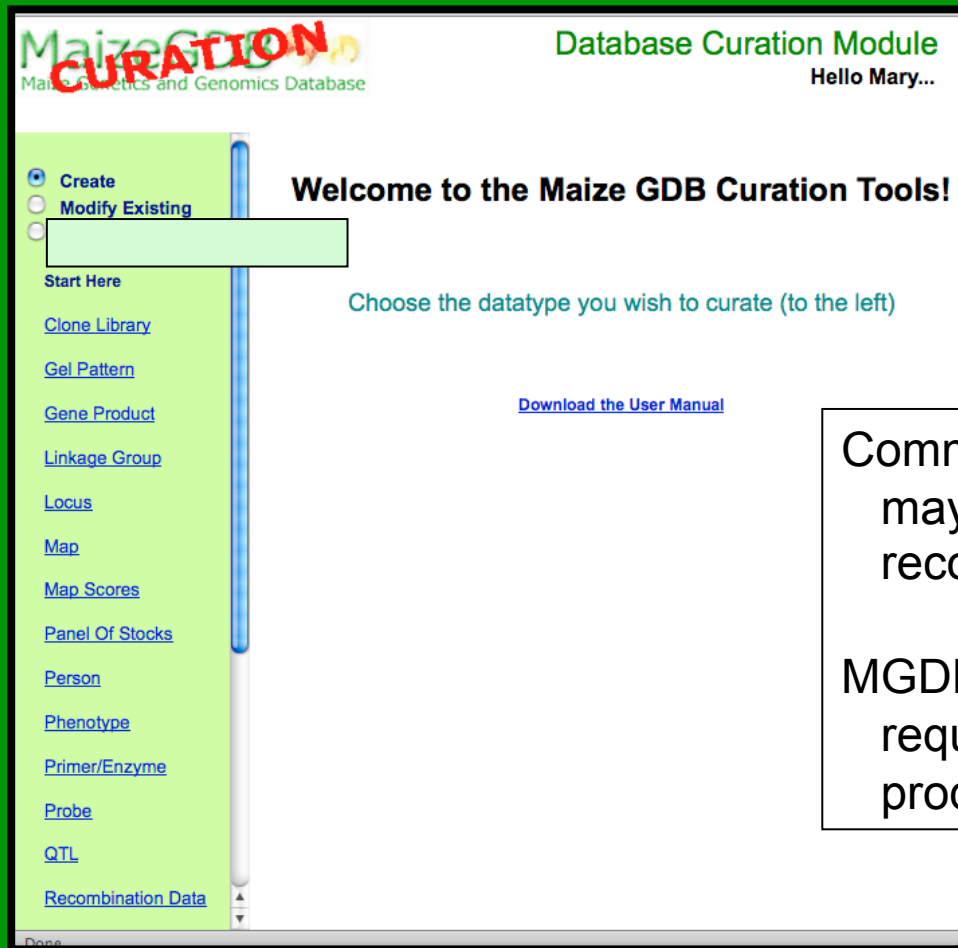 MaizeGDB
CURATION
Maize Genetics and Genomics Database
Database Curation Module
Hello Mary...
Create
Modify Existing
Start Here
Clone Library
Gel Pattern
Gene Product
Linkage Group
Locus
Map
Map Scores
Panel Of Stocks
Person
Phenotype
Primer/Enzyme
Probe
QTL
Recombination Data
Welcome to the Maize GDB Curation Tools!
Choose the datatype you wish to curate (to the left)
Download the User Manual
Done